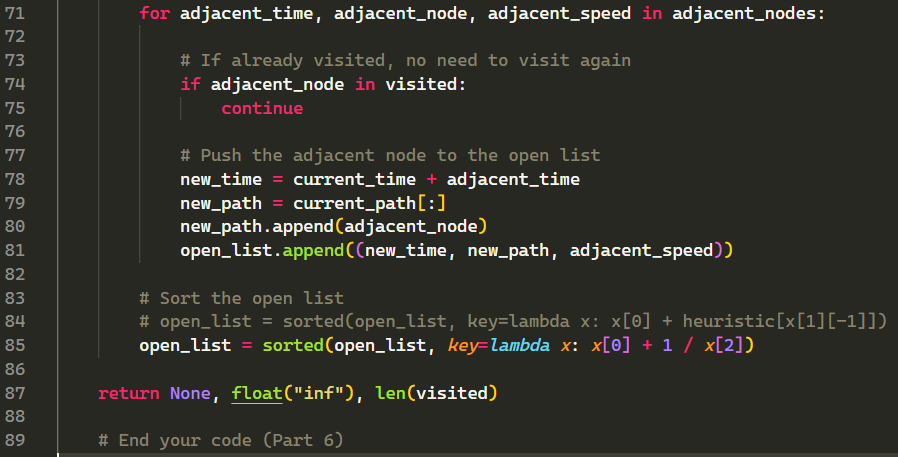 71 for adjacent_time, adjacent_node, adjacent_speed in adjacent_nodes:
72
73 # If already visited, no need to visit again
74 if adjacent_node in visited:
75 continue
76
77 # Push the adjacent node to the open list
78 new_time = current_time + adjacent_time
79 new_path = current_path[:]
80 new_path.append(adjacent_node)
81 open_list.append((new_time, new_path, adjacent_speed))
82
83 # Sort the open list
84 # open_list = sorted(open_list, key=lambda x: x[0] + heuristic[x[1][-1]])
85 open_list = sorted(open_list, key=lambda x: x[0] + 1 / x[2])
86
87 return None, float("inf"), len(visited)
88
89 # End your code (Part 6)